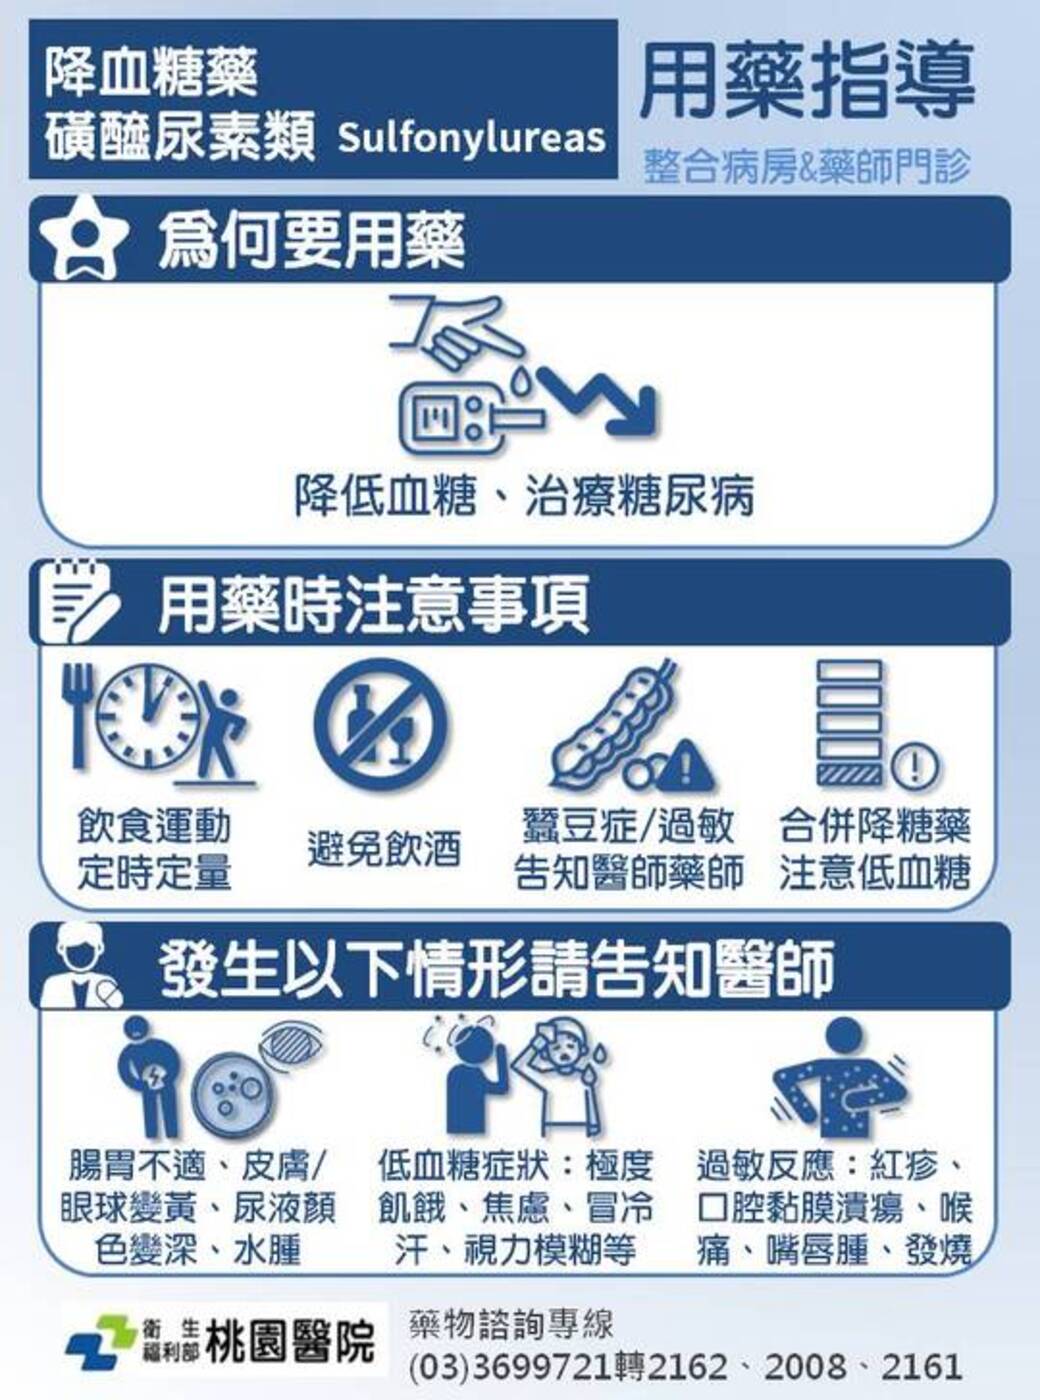 降血糖藥
磺醯尿素類 Sulfonylureas
用藥指導
整合病房&藥師門診
為何要用藥
降低血糖、治療糖尿病
用藥時注意事項
飲食運動
定時定量
避免飲酒
蠶豆症/過敏
告知醫師藥師
合併降糖藥
注意低血糖
發生以下情形請告知醫師
腸胃不適、皮膚/
眼球變黃、尿液顏
色變深、水腫
低血糖症狀：極度
飢餓、焦慮、冒冷
汗、視力模糊等
過敏反應：紅疹、
口腔黏膜潰瘍、喉
痛、嘴唇腫、發燒
衛生
福利部 桃園醫院
藥物諮詢專線
(03)3699721轉2162、2008、2161